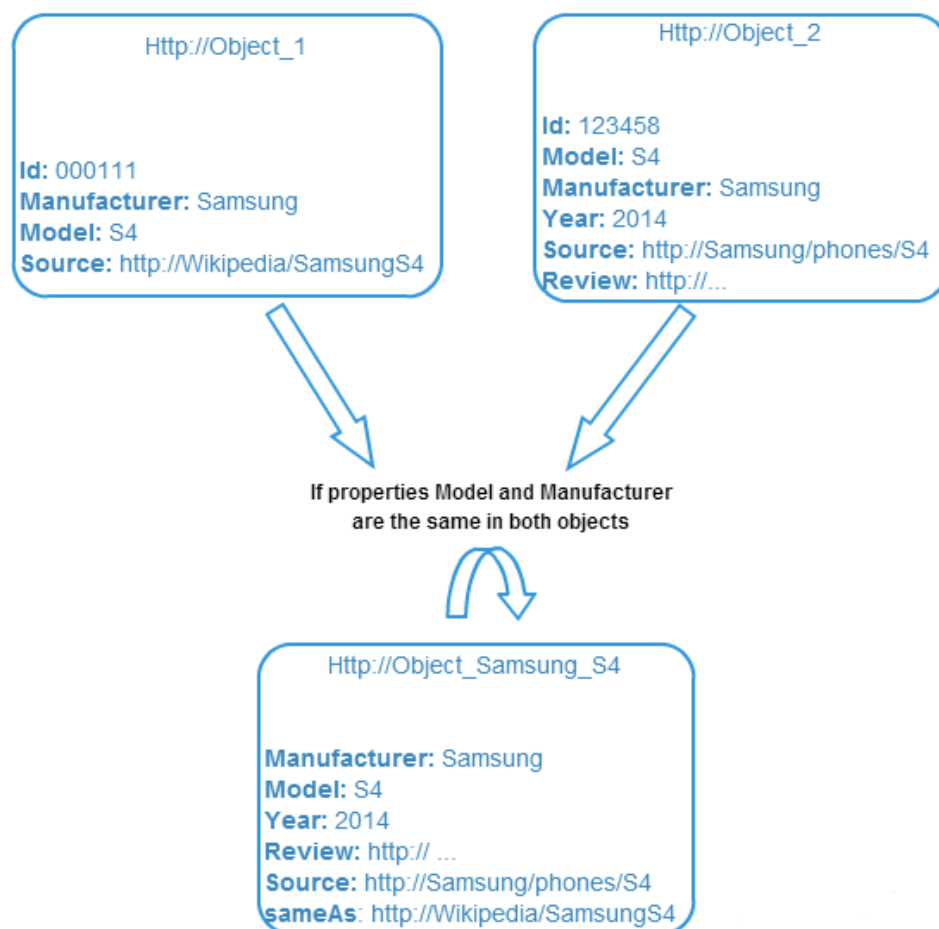 Http://Object_1
Id: 000111
Manufacturer: Samsung
Model: S4
Source: http://Wikipedia/SamsungS4
Http://Object_2
Id: 123458
Model: S4
Manufacturer: Samsung
Year: 2014
Source: http://Samsung/phones/S4
Review: http://...
If properties Model and Manufacturer
are the same in both objects
Http://Object_Samsung_S4
Manufacturer: Samsung
Model: S4
Year: 2014
Review: http:// ...
Source: http://Samsung/phones/S4
sameAs: http://Wikipedia/SamsungS4